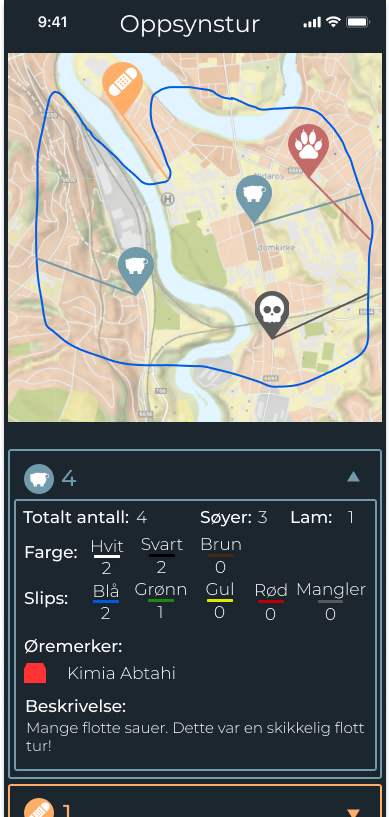 9:41
Oppsynstur
H
domkirke
4
Totalt antall: 4 Søyer: 3 Lam: 1
Farge: Hvit Svart Brun
2 2 0
Slips: Blå Grønn Gul Rød Mangler
2 1 0 0 0
Øremerker:
Kimia Abtahi
Beskrivelse:
Mange flotte sauer. Dette var en skikkelig flott
tur!
1